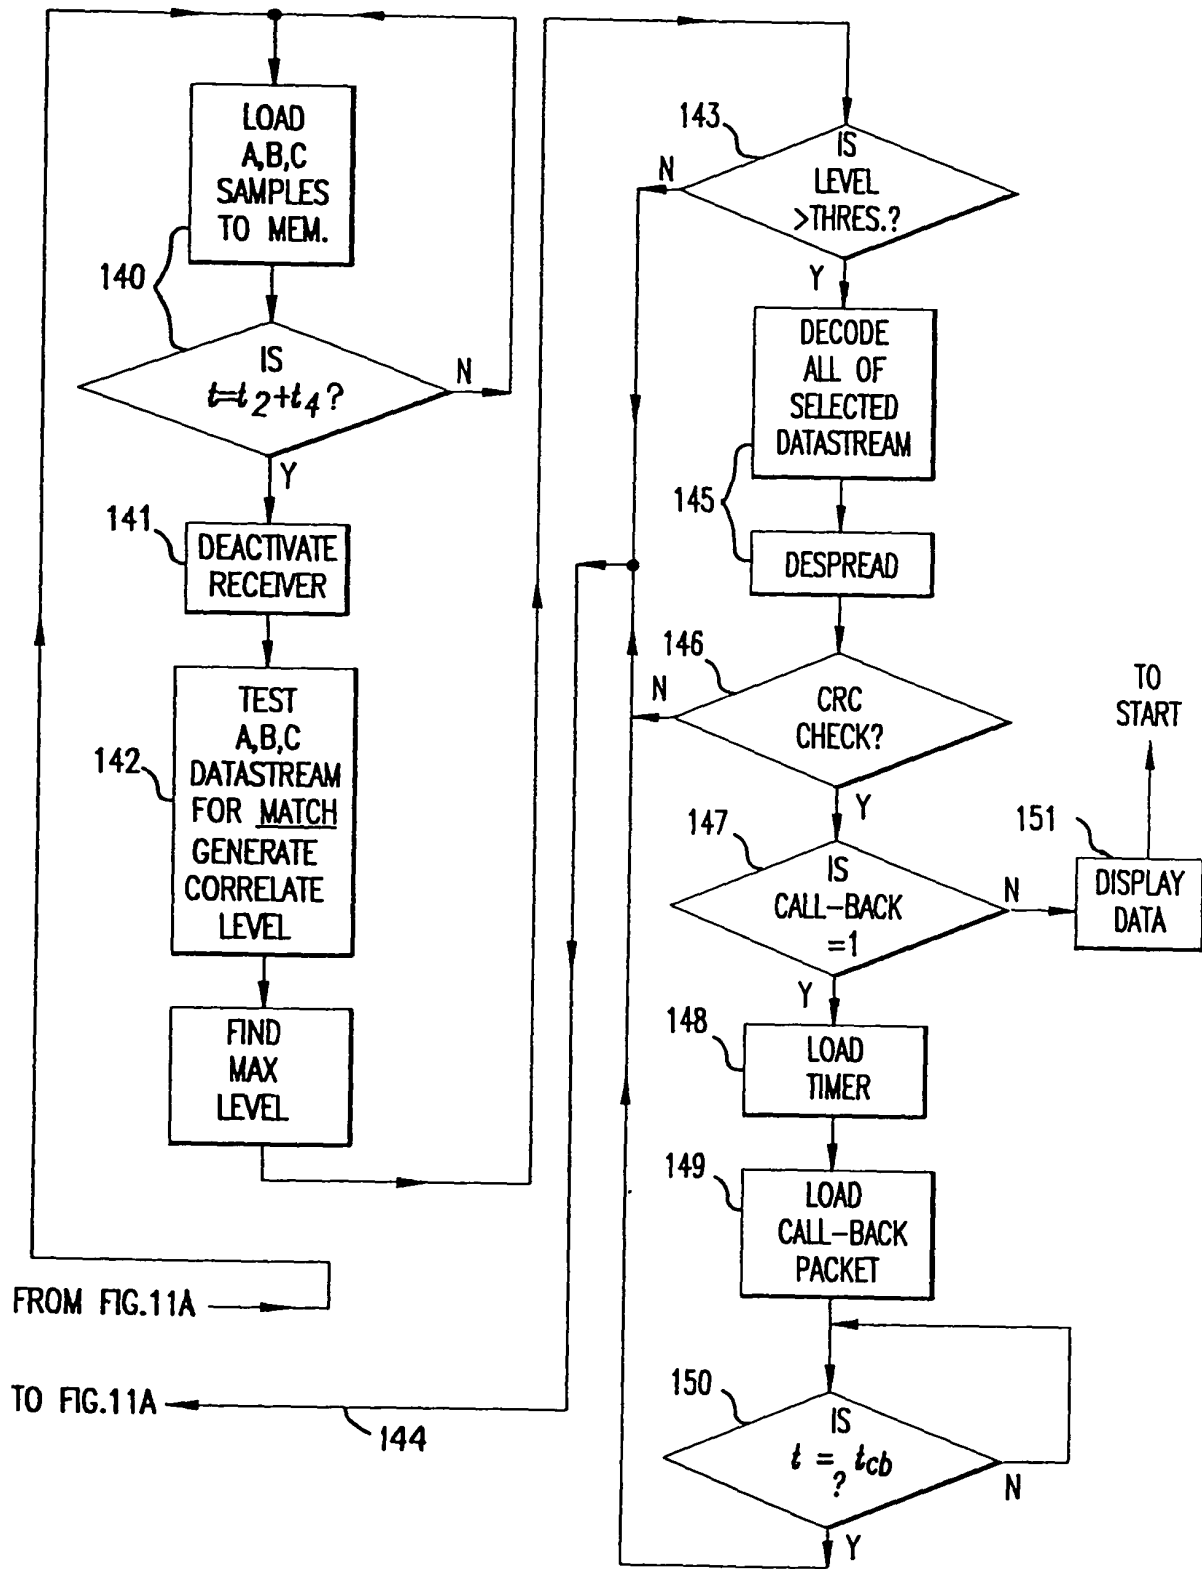 LOAD
A,B,C
SAMPLES
TO MEM.
140
IS
t=t2+t4?
N
Y
141
DEACTIVATE
RECEIVER
142
TEST
A,B,C
DATASTREAM
FOR MATCH
GENERATE
CORRELATE
LEVEL
FIND
MAX
LEVEL
FROM FIG.11A
TO FIG.11A
144
143
IS
LEVEL
>THRES.?
N
Y
DECODE
ALL OF
SELECTED
DATASTREAM
145
DESPREAD
146
CRC
CHECK?
N
Y
147
IS
CALL-BACK
=1
N
Y
151
DISPLAY
DATA
TO
START
148
LOAD
TIMER
149
LOAD
CALL-BACK
PACKET
150
IS
t = tcb
?
N
Y